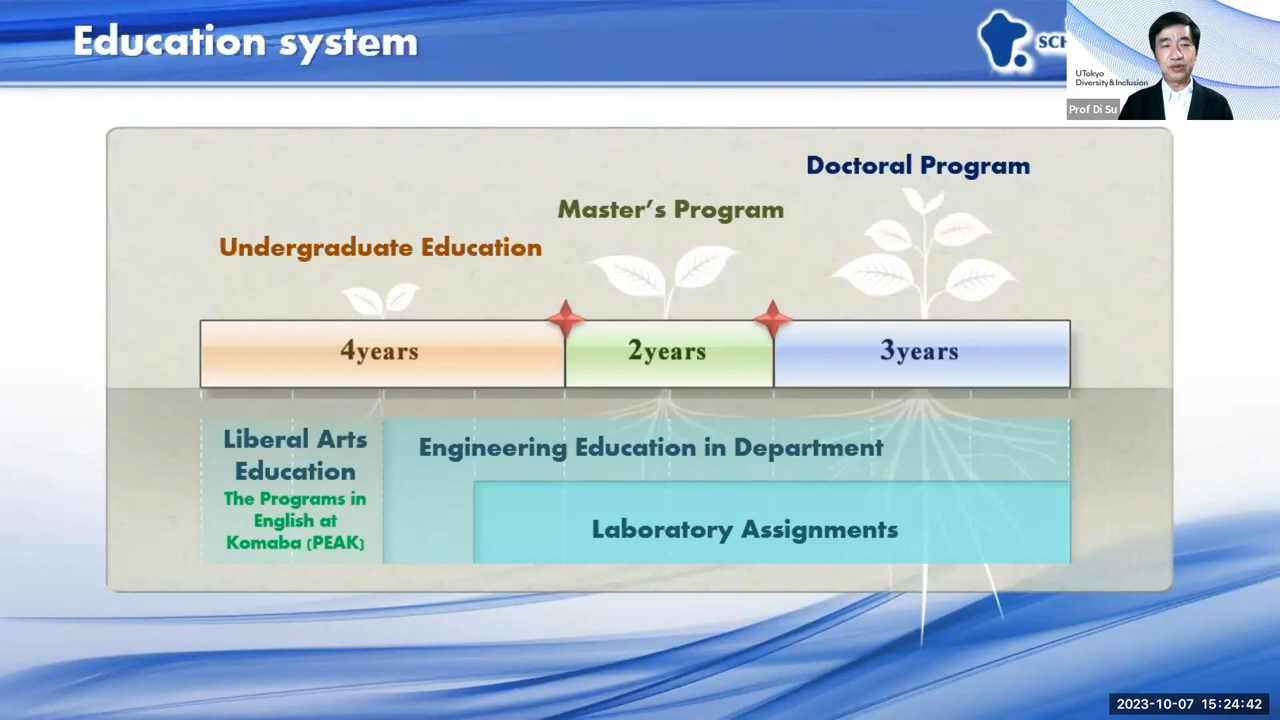 Education system
UTokyo
Diversity&Inclusion
Prof Di Su
Doctoral Program
Master's Program
Undergraduate Education
4years
2years
3years
Liberal Arts
Education
The Programs in
English at
Komaba (PEAK)
Engineering Education in Department
Laboratory Assignments
2023-10-07 15:24:42